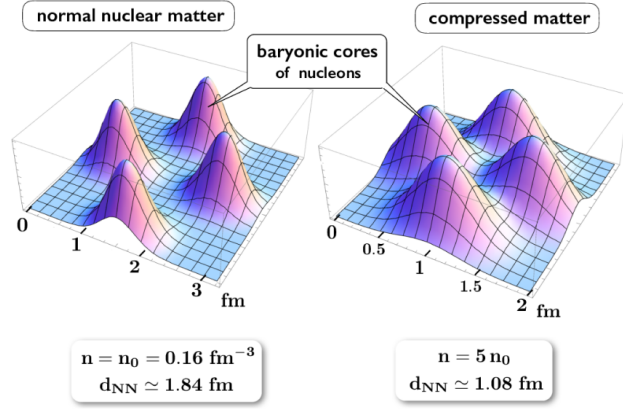 normal nuclear matter
compressed matter
baryonic cores
of nucleons
0
1
2
3
fm
0
0.5
1
1.5
2
fm
n = n₀ = 0.16 fm⁻³
d_NN ≃ 1.84 fm
n = 5 n₀
d_NN ≃ 1.08 fm